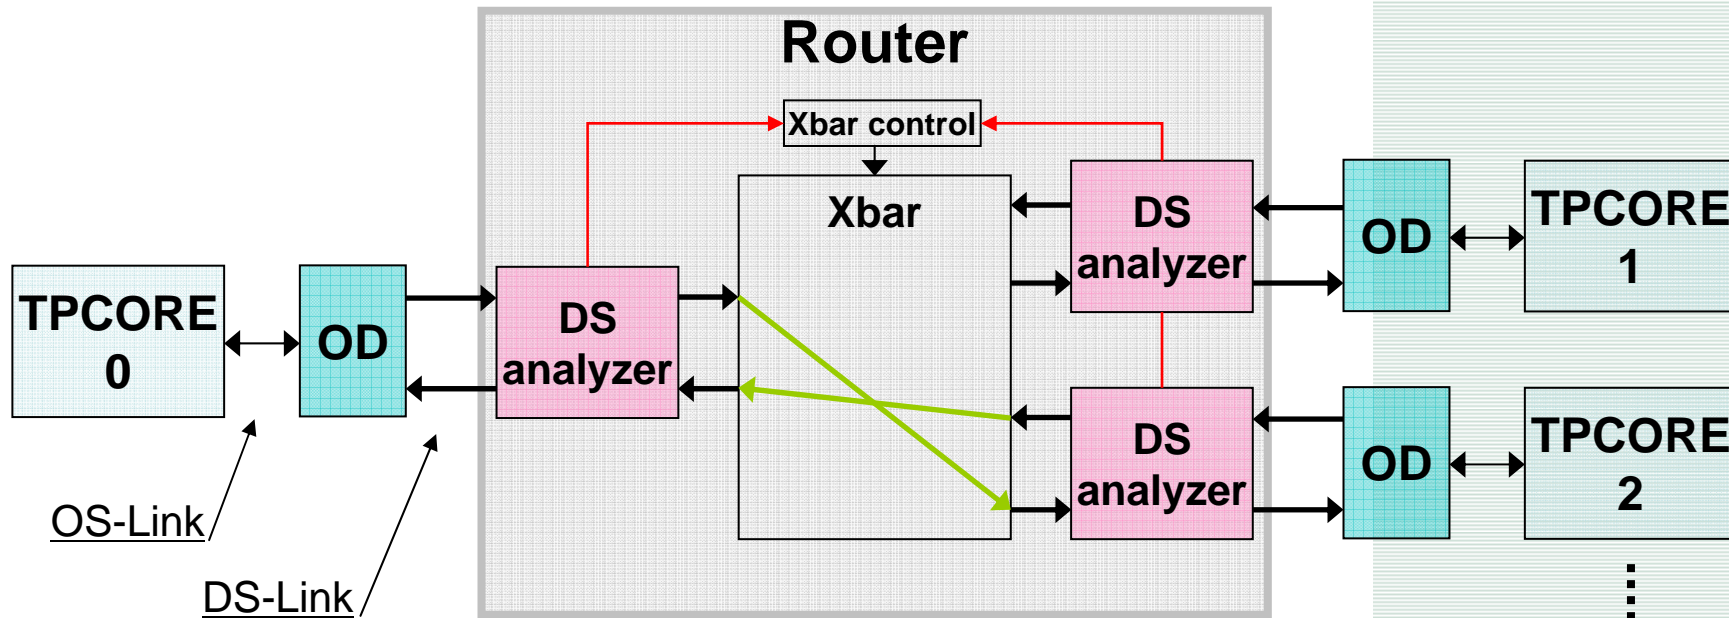 Router
Xbar control
Xbar
DS
analyzer
OD
TPCORE
1
TPCORE
0
OD
DS
analyzer
DS
analyzer
OD
TPCORE
2
OS-Link
DS-Link